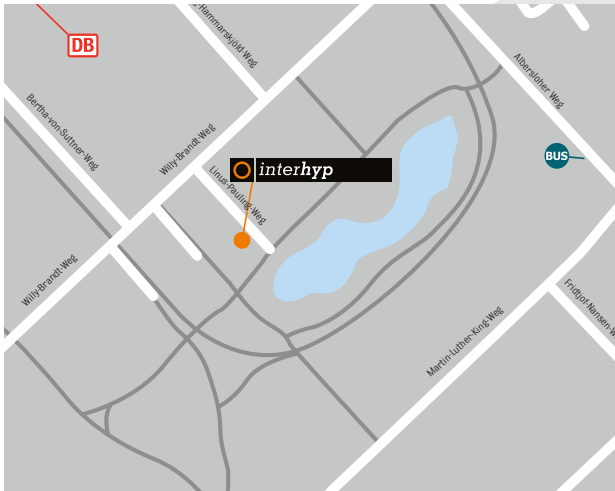 DB
-Hammarskjöld-Weg
Albersloher Weg
Bertha-von-Suttner-Weg
Willy-Brandt-Weg
BUS
interhyp
Linus-Pauling-Weg
Willy-Brandt-Weg
Fridtjof-Nansen-W
Martin-Luther-King-Weg